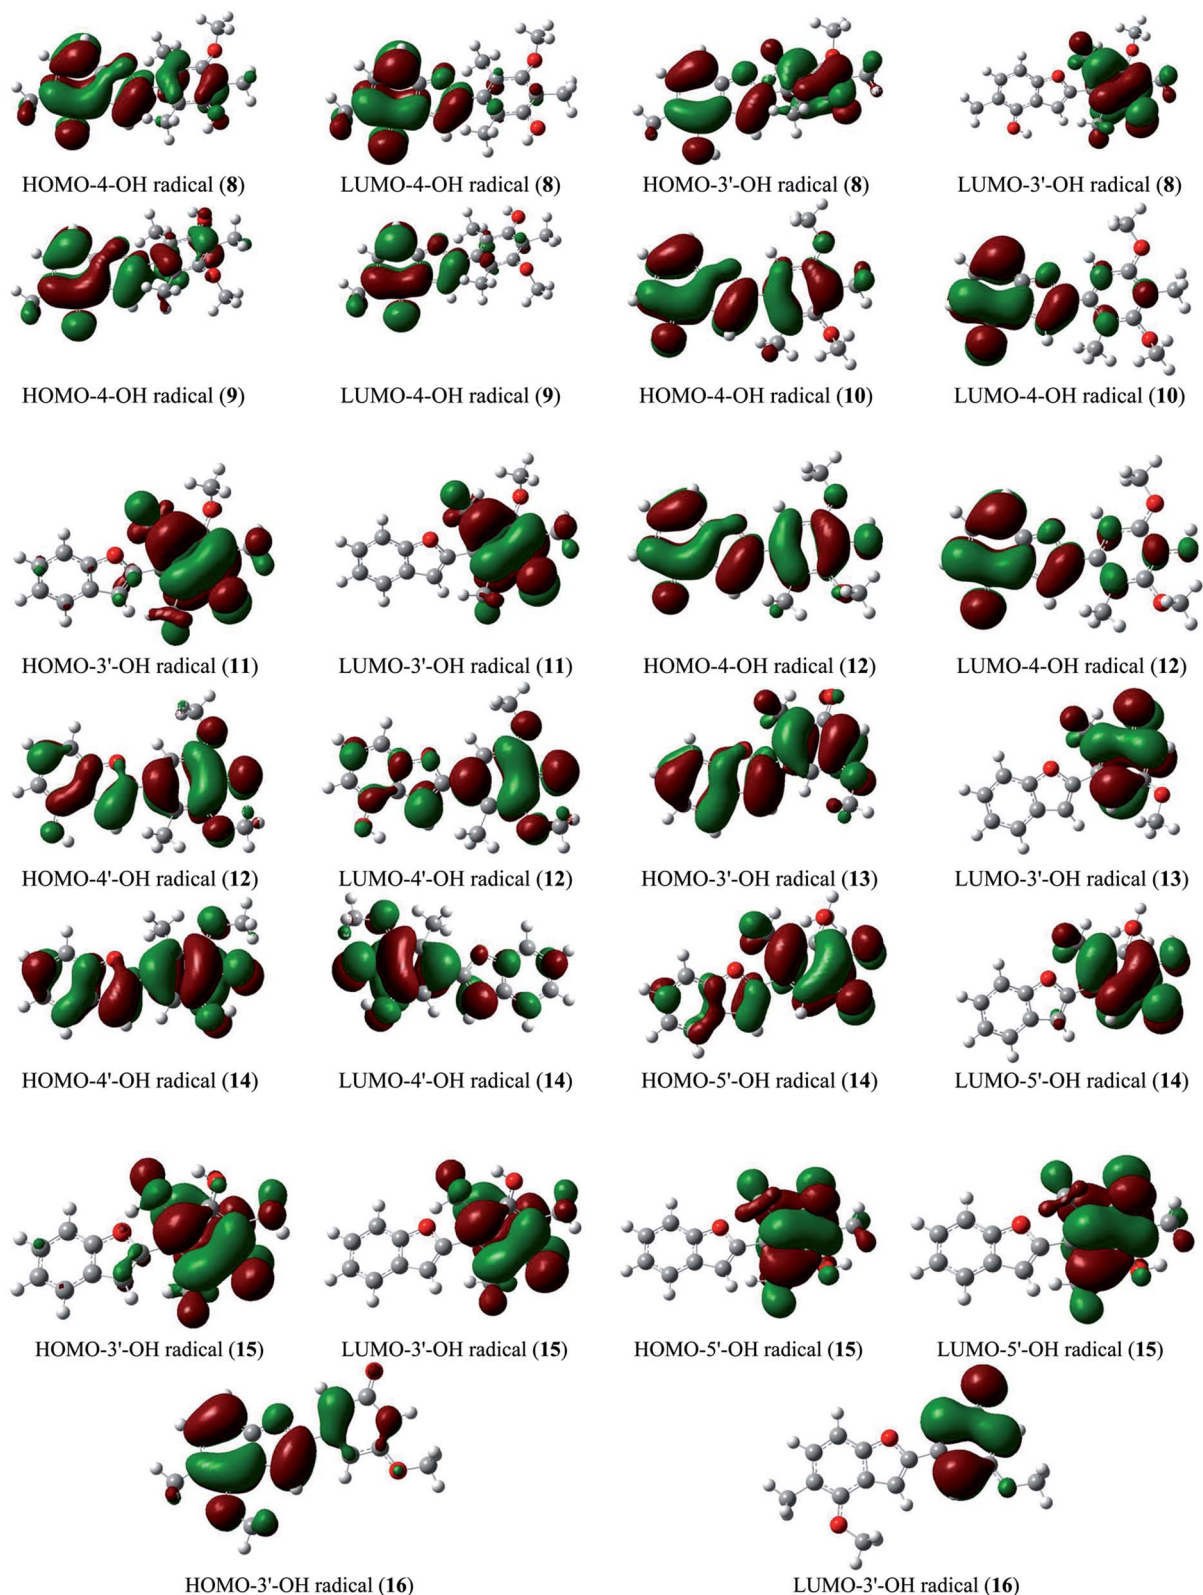 HOMO-4-OH radical (8) LUMO-4-OH radical (8) HOMO-3'-OH radical (8) LUMO-3'-OH radical (8)
HOMO-4-OH radical (9) LUMO-4-OH radical (9) HOMO-4-OH radical (10) LUMO-4-OH radical (10)
HOMO-3'-OH radical (11) LUMO-3'-OH radical (11) HOMO-4-OH radical (12) LUMO-4-OH radical (12)
HOMO-4'-OH radical (12) LUMO-4'-OH radical (12) HOMO-3'-OH radical (13) LUMO-3'-OH radical (13)
HOMO-4'-OH radical (14) LUMO-4'-OH radical (14) HOMO-5'-OH radical (14) LUMO-5'-OH radical (14)
HOMO-3'-OH radical (15) LUMO-3'-OH radical (15) HOMO-5'-OH radical (15) LUMO-5'-OH radical (15)
HOMO-3'-OH radical (16) LUMO-3'-OH radical (16)